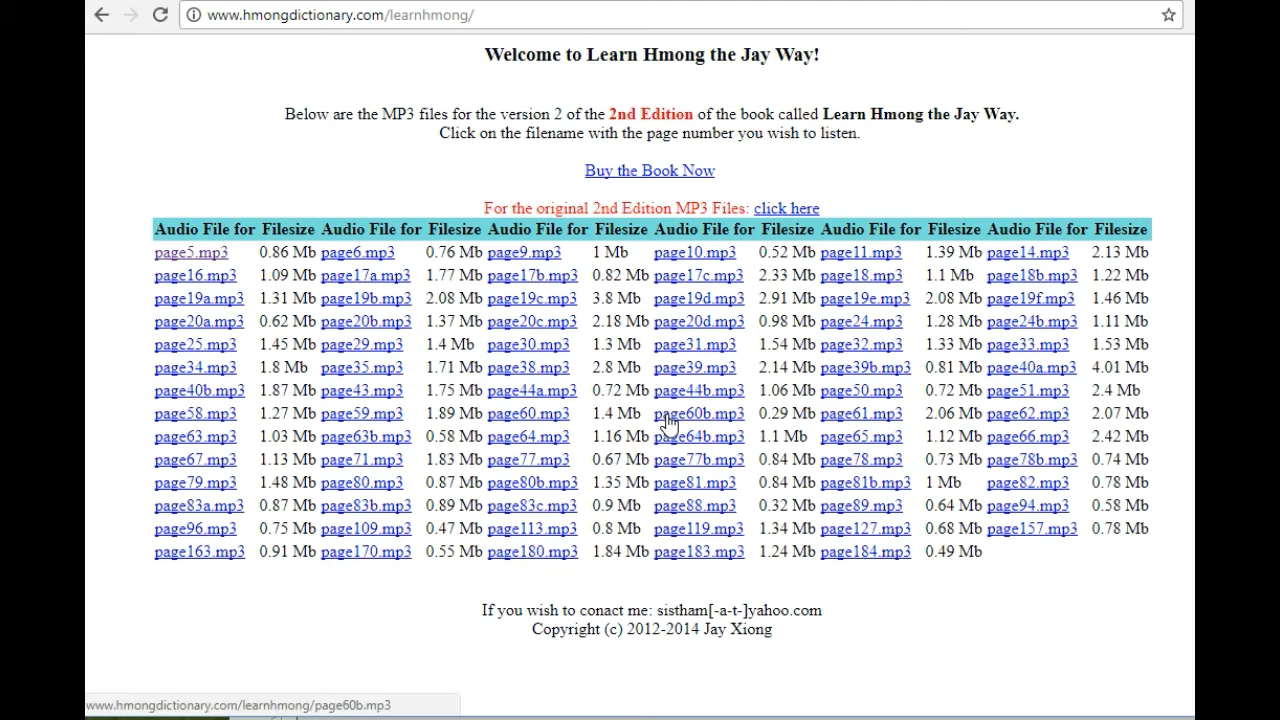 www.hmongdictionary.com/learnhmong/
Welcome to Learn Hmong the Jay Way!
Below are the MP3 files for the version 2 of the 2nd Edition of the book called Learn Hmong the Jay Way.
Click on the filename with the page number you wish to listen.
Buy the Book Now
For the original 2nd Edition MP3 Files: click here
Audio File for Filesize Audio File for Filesize Audio File for Filesize Audio File for Filesize Audio File for Filesize Audio File for Filesize
page5.mp3 0.86 Mb page6.mp3 0.76 Mb page9.mp3 1 Mb page10.mp3 0.52 Mb page11.mp3 1.39 Mb page14.mp3 2.13 Mb
page16.mp3 1.09 Mb page17a.mp3 1.77 Mb page17b.mp3 0.82 Mb page17c.mp3 2.33 Mb page18.mp3 1.1 Mb page18b.mp3 1.22 Mb
page19a.mp3 1.31 Mb page19b.mp3 2.08 Mb page19c.mp3 3.8 Mb page19d.mp3 2.91 Mb page19e.mp3 2.08 Mb page19f.mp3 1.46 Mb
page20a.mp3 0.62 Mb page20b.mp3 1.37 Mb page20c.mp3 2.18 Mb page20d.mp3 0.98 Mb page24.mp3 1.28 Mb page24b.mp3 1.11 Mb
page25.mp3 1.45 Mb page29.mp3 1.4 Mb page30.mp3 1.3 Mb page31.mp3 1.54 Mb page32.mp3 1.33 Mb page33.mp3 1.53 Mb
page34.mp3 1.8 Mb page35.mp3 1.71 Mb page38.mp3 2.8 Mb page39.mp3 2.14 Mb page39b.mp3 0.81 Mb page40a.mp3 4.01 Mb
page40b.mp3 1.87 Mb page43.mp3 1.75 Mb page44a.mp3 0.72 Mb page44b.mp3 1.06 Mb page50.mp3 0.72 Mb page51.mp3 2.4 Mb
page58.mp3 1.27 Mb page59.mp3 1.89 Mb page60.mp3 1.4 Mb page60b.mp3 0.29 Mb page61.mp3 2.06 Mb page62.mp3 2.07 Mb
page63.mp3 1.03 Mb page63b.mp3 0.58 Mb page64.mp3 1.16 Mb page64b.mp3 1.1 Mb page65.mp3 1.12 Mb page66.mp3 2.42 Mb
page67.mp3 1.13 Mb page71.mp3 1.83 Mb page77.mp3 0.67 Mb page77b.mp3 0.84 Mb page78.mp3 0.73 Mb page78b.mp3 0.74 Mb
page79.mp3 1.48 Mb page80.mp3 0.87 Mb page80b.mp3 1.35 Mb page81.mp3 0.84 Mb page81b.mp3 1 Mb page82.mp3 0.78 Mb
page83a.mp3 0.87 Mb page83b.mp3 0.89 Mb page83c.mp3 0.9 Mb page88.mp3 0.32 Mb page89.mp3 0.64 Mb page94.mp3 0.58 Mb
page96.mp3 0.75 Mb page109.mp3 0.47 Mb page113.mp3 0.8 Mb page119.mp3 1.34 Mb page127.mp3 0.68 Mb page157.mp3 0.78 Mb
page163.mp3 0.91 Mb page170.mp3 0.55 Mb page180.mp3 1.84 Mb page183.mp3 1.24 Mb page184.mp3 0.49 Mb
If you wish to conact me: sistham[-a-t-]yahoo.com
Copyright (c) 2012-2014 Jay Xiong
www.hmongdictionary.com/learnhmong/page60b.mp3